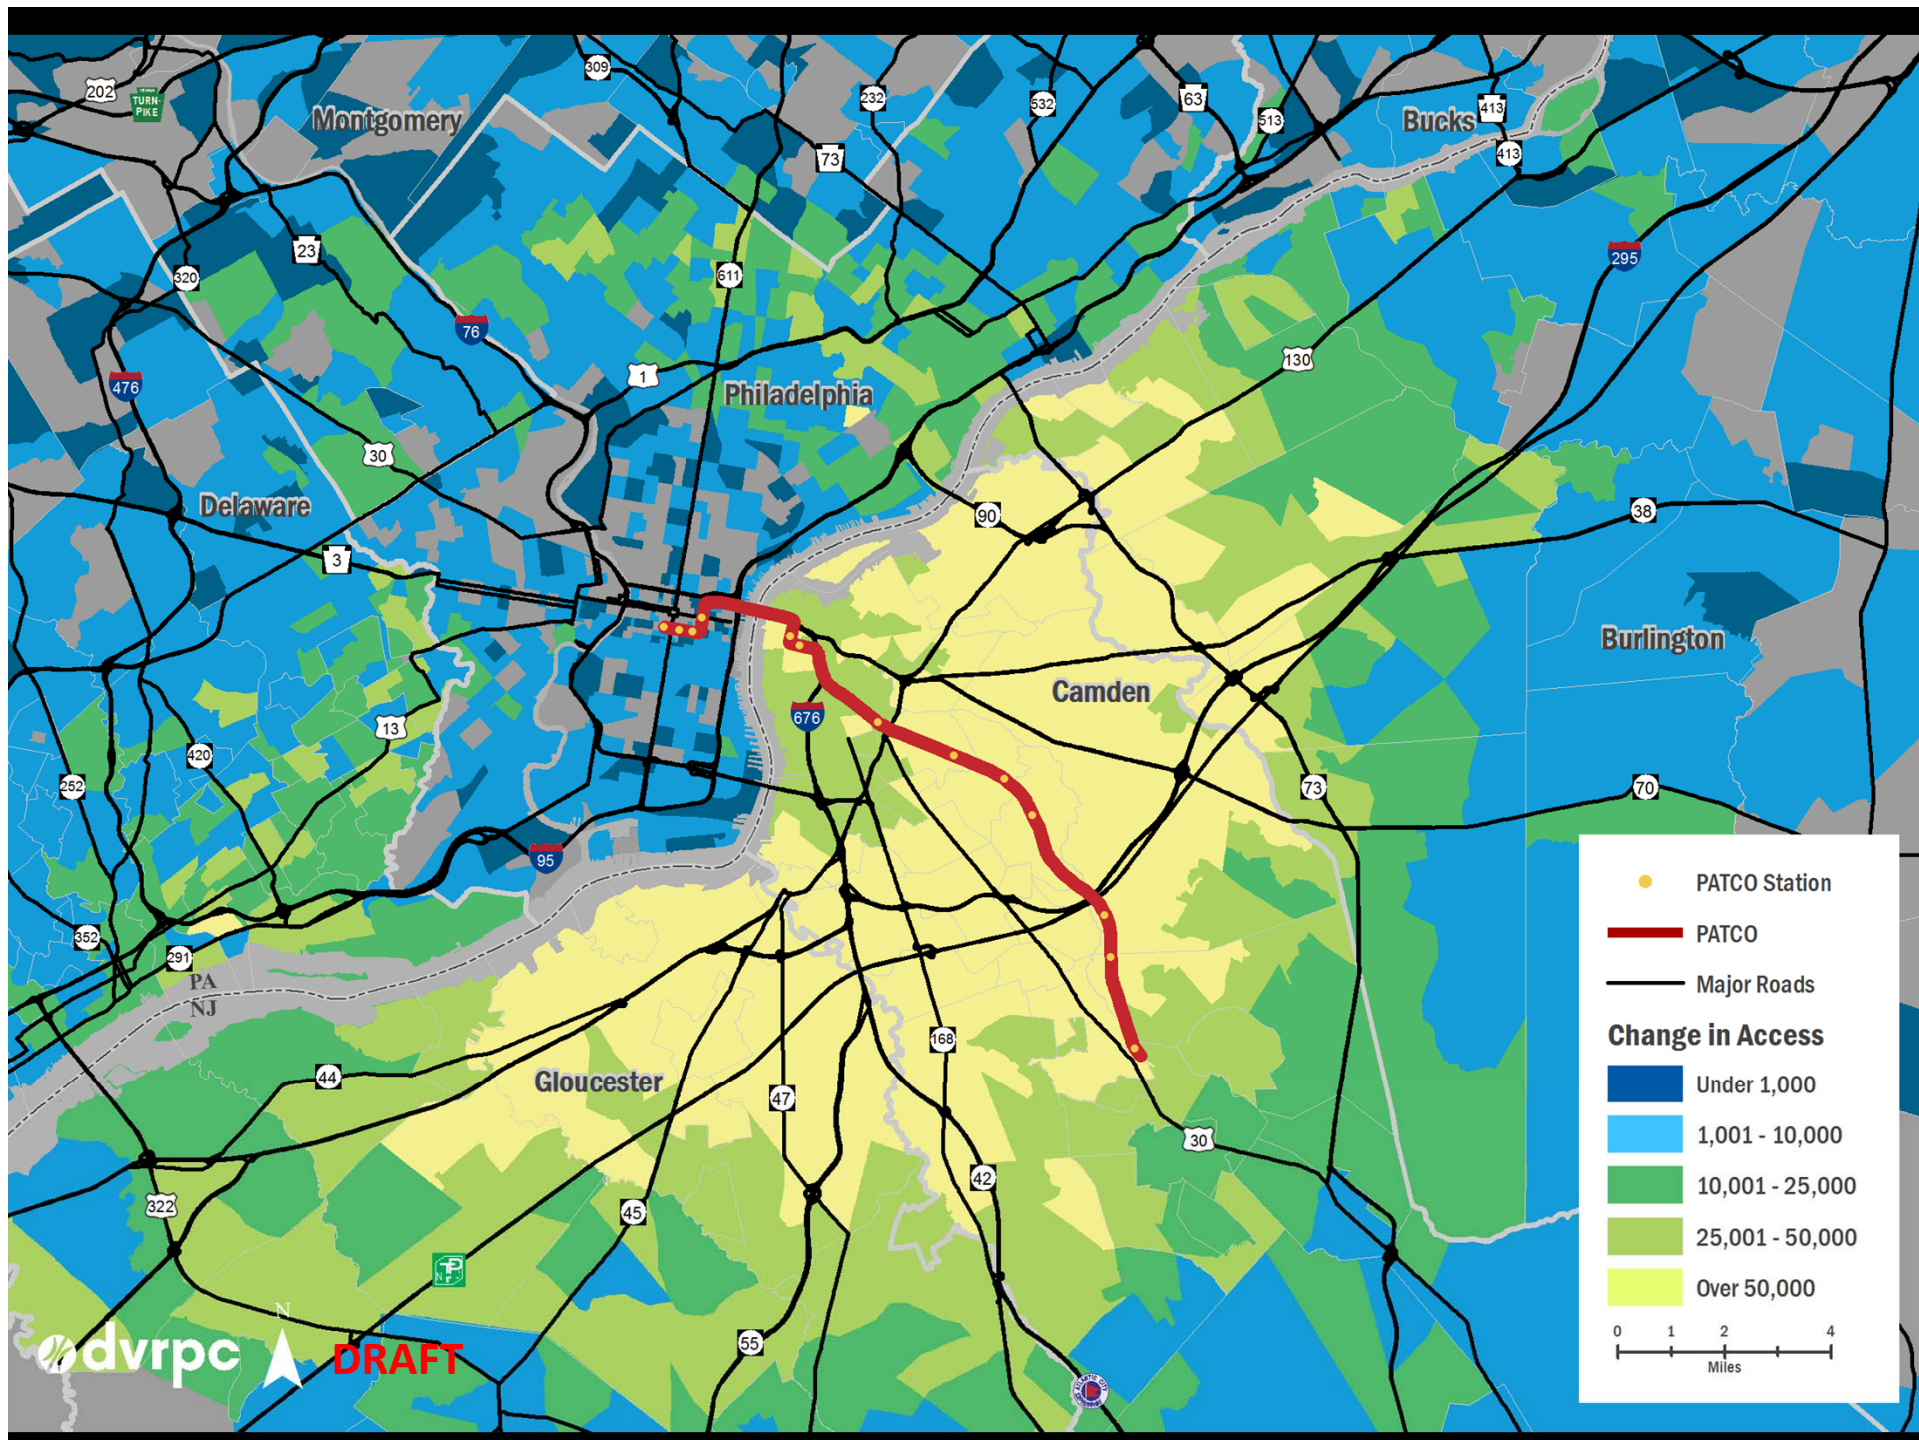 309
202
TURN-
PIKE
232
532
63
413
513
Montgomery
Bucks
73
413
23
295
320
611
76
130
476
1
Philadelphia
30
Delaware
38
90
3
Burlington
Camden
676
13
420
252
73
70
95
352
291
PA
NJ
168
44
Gloucester
47
30
42
322
45
55
N
dvrpc
DRAFT
PATCO Station
PATCO
Major Roads
Change in Access
Under 1,000
1,001 - 10,000
10,001 - 25,000
25,001 - 50,000
Over 50,000
0 1 2 4
Miles